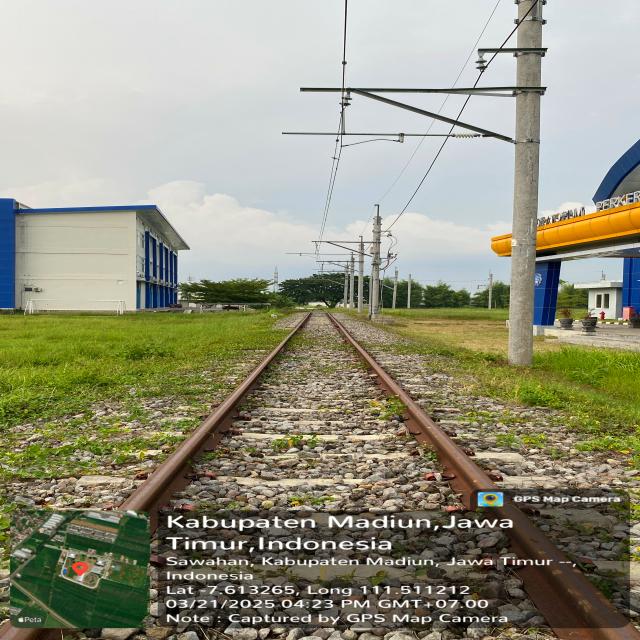 PERKER
GPS Map Camera
Kabupaten Madiun,Jawa
Timur,Indonesia
Sawahan, Kabupaten Madiun, Jawa Timur --,
Indonesia
Lat -7.613265, Long 111.511212
03/21/2025 04:23 PM GMT+07.00
Note : Captured by GPS Map Camera
Peta